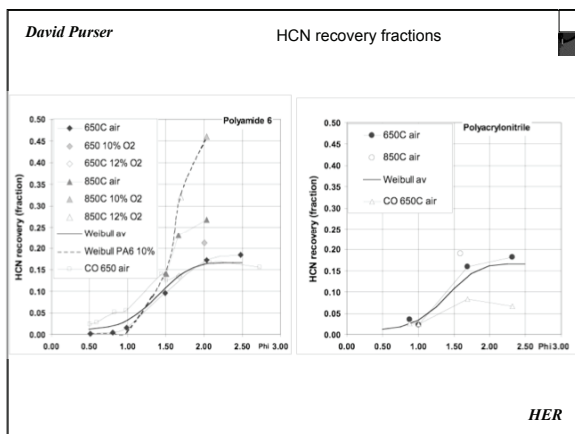 David Purser
HCN recovery fractions
Polyamide 6
650C air
650 10% O2
650C 12% O2
850C air
850C 10% O2
850C 12% O2
Weibull av
Weibull PA6 10%
CO 650 air
HCN recovery (fraction)
0.50
0.45
0.40
0.35
0.30
0.25
0.20
0.15
0.10
0.05
0.00
0.00 0.50 1.00 1.50 2.00 2.50 Phi 3.00
Polyacrylonitrile
650C air
850C air
Weibull av
CO 650C air
HCN recovery (fraction)
0.50
0.45
0.40
0.35
0.30
0.25
0.20
0.15
0.10
0.05
0.00
0.00 0.50 1.00 1.50 2.00 2.50 Phi 3.00
HER